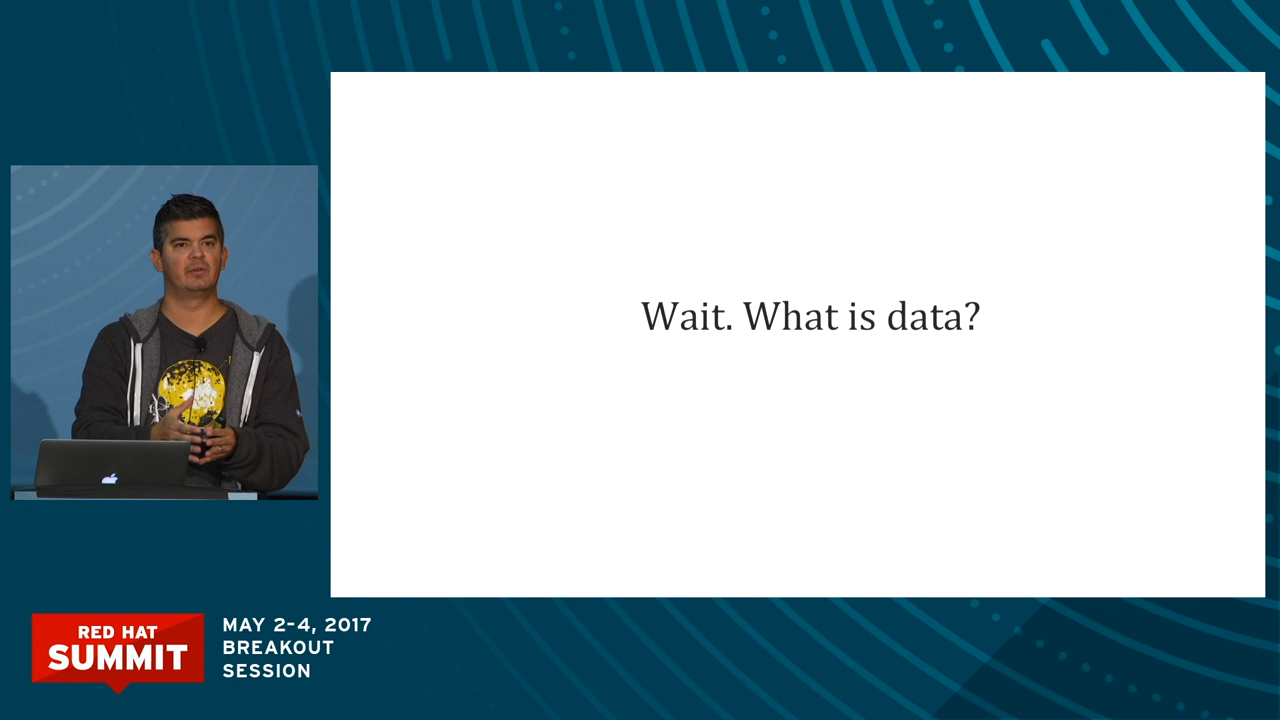 Wait. What is data?
RED HAT
SUMMIT
MAY 2-4, 2017
BREAKOUT
SESSION